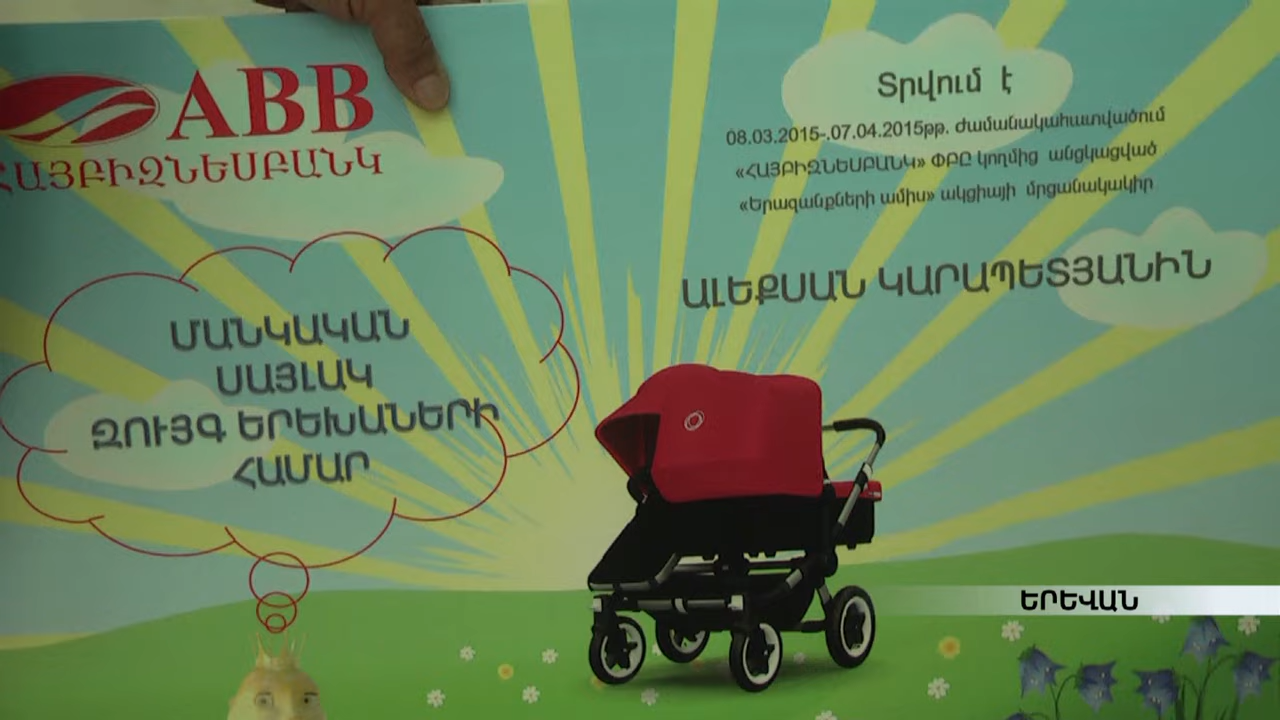 ABB
ՀԱՅԲԻԶՆԵՍԲԱՆԿ
ՄԱՆԿԱԿԱՆ
ՍԱՅԼԱԿ
ԶՈՒՅԳ ԵՐԵԽԱՆԵՐԻ
ՀԱՄԱՐ
Տրվում է
08.03.2015-.07.04.2015թթ. ժամանակահատվածում
«ՀԱՅԲԻԶՆԵՍԲԱՆԿ» ՓԲԸ կողմից անցկացված
«Երազանքների ամիս» ակցիայի մրցանակակիր
ԱԼԵՔՍԱՆ ԿԱՐԱՊԵՏՅԱՆԻՆ
ԵՐԵՎԱՆ